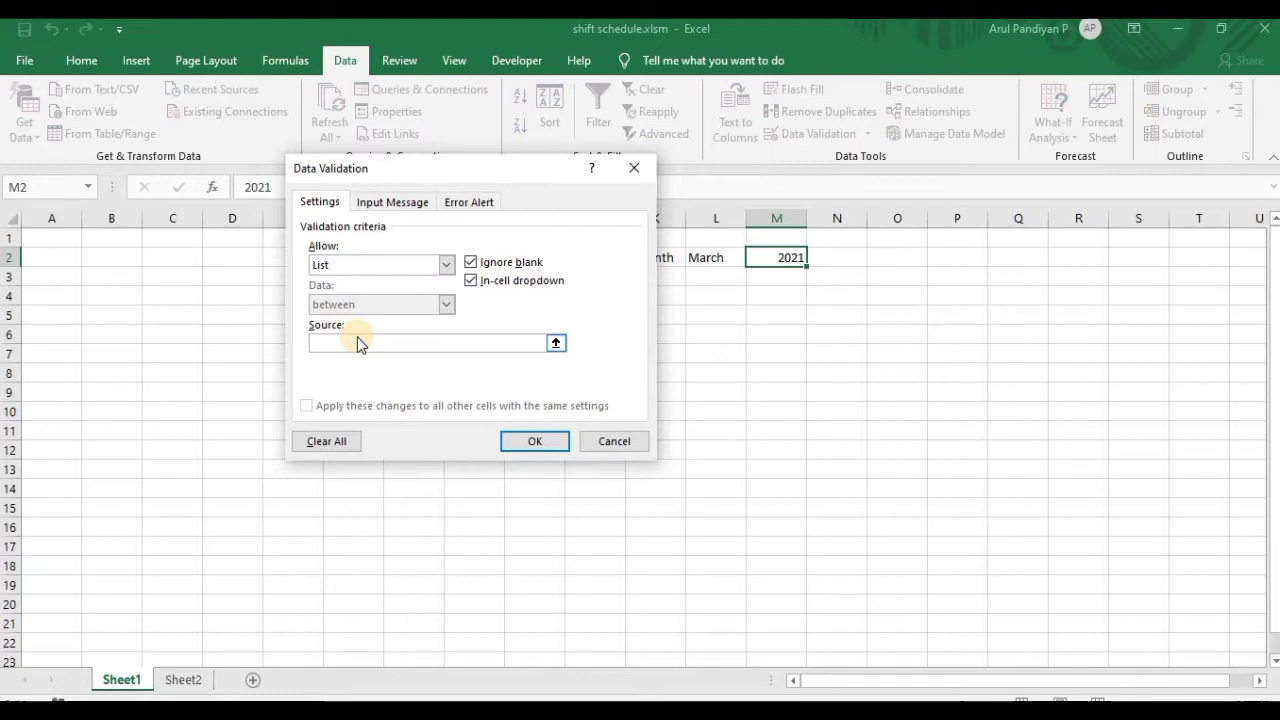 shift schedule.xlsm - Excel
Arul Pandiyan P
AP
File Home Insert Page Layout Formulas Data Review View Developer Help Tell me what you want to do
Share
From Text/CSV Recent Sources Queries & Connections Clear Flash Fill Consolidate Group
From Web Existing Connections Properties Reapply Remove Duplicates Relationships Ungroup
From Table/Range Edit Links Advanced Data Validation Manage Data Model Subtotal
Get Data
Refresh All
Sort
Filter
Text to Columns
What-If Analysis
Forecast Sheet
Get & Transform Data Data Tools Forecast Outline
M2 fx 2021
A B C D K L M N O P Q R S T U
1
2 nth March 2021
3
4
5
6
7
8
9
10
11
12
13
14
15
16
17
18
19
20
21
22
23
Data Validation ?
Settings Input Message Error Alert
Validation criteria
Allow:
List Ignore blank
Data: In-cell dropdown
between
Source:
Apply these changes to all other cells with the same settings
Clear All OK Cancel
Sheet1 Sheet2